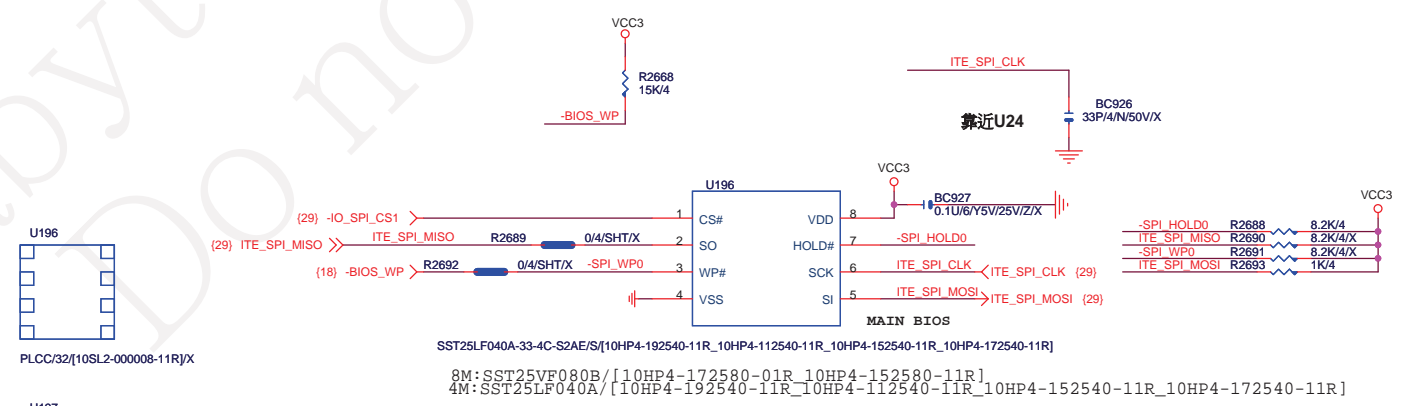 VCC3
R2668
15K/4
-BIOS_WP
ITE_SPI_CLK
BC926
33P/4/N/50V/X
靠近U24
U196
VCC3
BC927
0.1U/6/Y5V/25V/Z/X
{29} -IO_SPI_CS1
1 CS#
VDD 8
{29} ITE_SPI_MISO
ITE_SPI_MISO
R2689
0/4/SHT/X
2 SO
HOLD# 7
-SPI_HOLD0
{18} -BIOS_WP
R2692
0/4/SHT/X
-SPI_WP0
3 WP#
SCK 6
ITE_SPI_CLK
ITE_SPI_CLK {29}
4 VSS
SI 5
ITE_SPI_MOSI
ITE_SPI_MOSI {29}
MAIN BIOS
VCC3
-SPI_HOLD0 R2688 8.2K/4
ITE_SPI_MISO R2690 8.2K/4/X
-SPI_WP0 R2691 8.2K/4/X
ITE_SPI_MOSI R2693 1K/4
U196
PLCC/32/[10SL2-000008-11R]/X
SST25LF040A-33-4C-S2AE/S/[10HP4-192540-11R_10HP4-112540-11R_10HP4-152540-11R_10HP4-172540-11R]
8M:SST25VF080B/[10HP4-172580-01R_10HP4-152580-11R]
4M:SST25LF040A/[10HP4-192540-11R_10HP4-112540-11R_10HP4-152540-11R_10HP4-172540-11R]
Do no